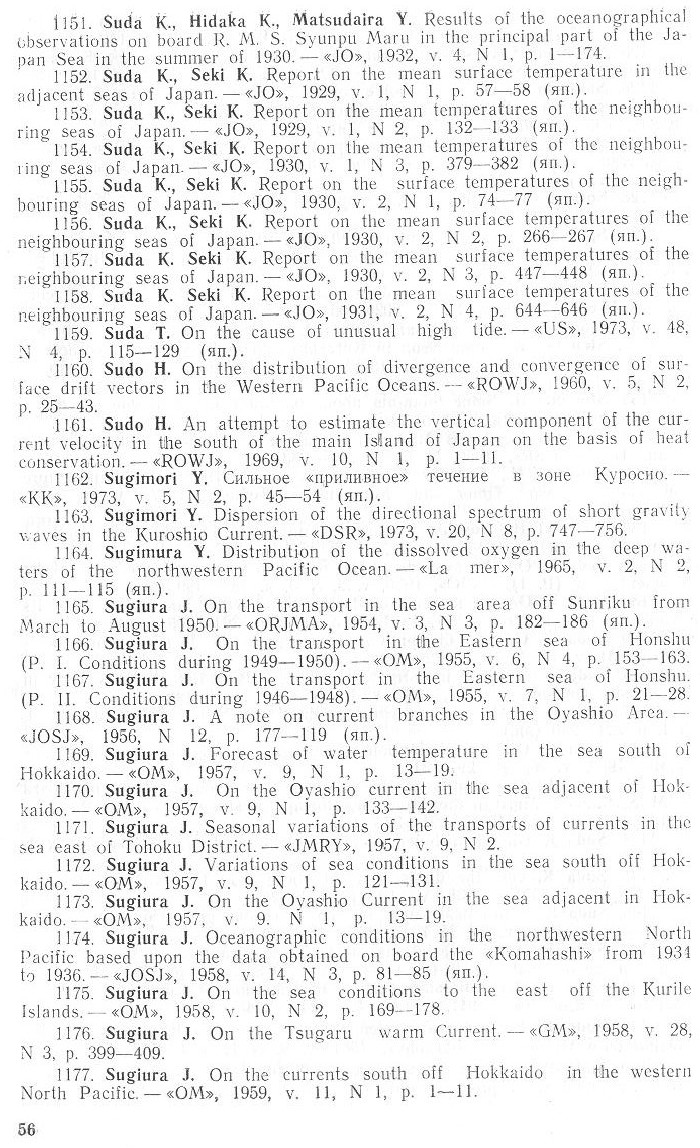 1151. Suda K., Hidaka K., Matsudaira Y. Results of the oceanographical
observations on board R. M. S. Syunpu Maru in the principal part of the Ja-
pan Sea in the summer of 1930. — «JO», 1932, v. 4, N 1, p. 1—174.
1152. Suda K., Seki K. Report on the mean surface temperature in the
adjacent seas of Japan. — «JO», 1929, v. 1, N 1, p. 57—58 (яп.).
1153. Suda K., Seki K. Report on the mean temperatures of the neighbou-
ring seas of Japan. — «JO», 1929, v. 1, N 2, p. 132—133 (яп.).
1154. Suda K., Seki K. Report on the mean temperatures of the neighbou-
ring seas of Japan. — «JO», 1930, v. 1, N 3, p. 379—382 (яп.).
1155. Suda K., Seki K. Report on the surface temperatures of the neigh-
bouring seas of Japan. — «JO», 1930, v. 2, N 1, p. 74—77 (яп.).
1156. Suda K., Seki K. Report on the mean surface temperatures of the
neighbouring seas of Japan. — «JO», 1930, v. 2, N 2, p. 266—267 (яп.).
1157. Suda K. Seki K. Report on the mean surface temperatures of the
neighbouring seas of Japan. — «JO», 1930, v. 2, N 3, p. 447—448 (яп.).
1158. Suda K. Seki K. Report on the mean surface temperatures of the
neighbouring seas of Japan. — «JO», 1931, v. 2, N 4, p. 644—646 (яп.).
1159. Suda T. On the cause of unusual high tide. — «US», 1973, v. 48,
N 4, p. 115—129 (яп.).
1160. Sudo H. On the distribution of divergence and convergence of sur-
face drift vectors in the Western Pacific Oceans. — «ROWJ», 1960, v. 5, N 2,
p. 25—43.
1161. Sudo H. An attempt to estimate the vertical component of the cur-
rent velocity in the south of the main Island of Japan on the basis of heat
conservation. — «ROWJ», 1969, v. 10, N 1, p. 1—11.
1162. Sugimori Y. Сильное «приливное» течение в зоне Куросио. —
«KK», 1973, v. 5, N 2, p. 45—54 (яп.).
1163. Sugimori Y. Dispersion of the directional spectrum of short gravity
waves in the Kuroshio Current. — «DSR», 1973, v. 20, N 8, p. 747—756.
1164. Sugimura Y. Distribution of the dissolved oxygen in the deep wa-
ters of the northwestern Pacific Ocean. — «La mer», 1965, v. 2, N 2,
p. 111—115 (яп.).
1165. Sugiura J. On the transport in the sea area off Sunriku from
March to August 1950. — «ORJMA», 1954, v. 3, N 3, p. 182—186 (яп.).
1166. Sugiura J. On the transport in the Eastern sea of Honshu
(P. I. Conditions during 1949—1950). — «OM», 1955, v. 6, N 4, p. 153—163.
1167. Sugiura J. On the transport in the Eastern sea of Honshu.
(P. II. Conditions during 1946—1948). — «OM», 1955, v. 7, N 1, p. 21—28.
1168. Sugiura J. A note on current branches in the Oyashio Area. —
«JOSJ», 1956, N 12, p. 177—119 (яп.).
1169. Sugiura J. Forecast of water temperature in the sea south of
Hokkaido. — «OM», 1957, v. 9, N 1, p. 13—19.
1170. Sugiura J. On the Oyashio current in the sea adjacent of Hok-
kaido. — «OM», 1957, v. 9, N 1, p. 133—142.
1171. Sugiura J. Seasonal variations of the transports of currents in the
sea east of Tohoku District. — «JMRY», 1957, v. 9, N 2.
1172. Sugiura J. Variations of sea conditions in the sea south off Hok-
kaido. — «OM», 1957, v. 9, N 1, p. 121—131.
1173. Sugiura J. On the Oyashio Current in the sea adjacent in Hok-
kaido. — «OM», 1957, v. 9. N 1, p. 13—19.
1174. Sugiura J. Oceanographic conditions in the northwestern North
Pacific based upon the data obtained on board the «Komahashi» from 1934
to 1936. — «JOSJ», 1958, v. 14, N 3, p. 81—85 (яп.).
1175. Sugiura J. On the sea conditions to the east off the Kurile
Islands. — «OM», 1958, v. 10, N 2, p. 169—178.
1176. Sugiura J. On the Tsugaru warm Current. — «GM», 1958, v. 28,
N 3, p. 399—409.
1177. Sugiura J. On the currents south off Hokkaido in the western
North Pacific. — «OM», 1959, v. 11, N 1, p. 1—11.
56